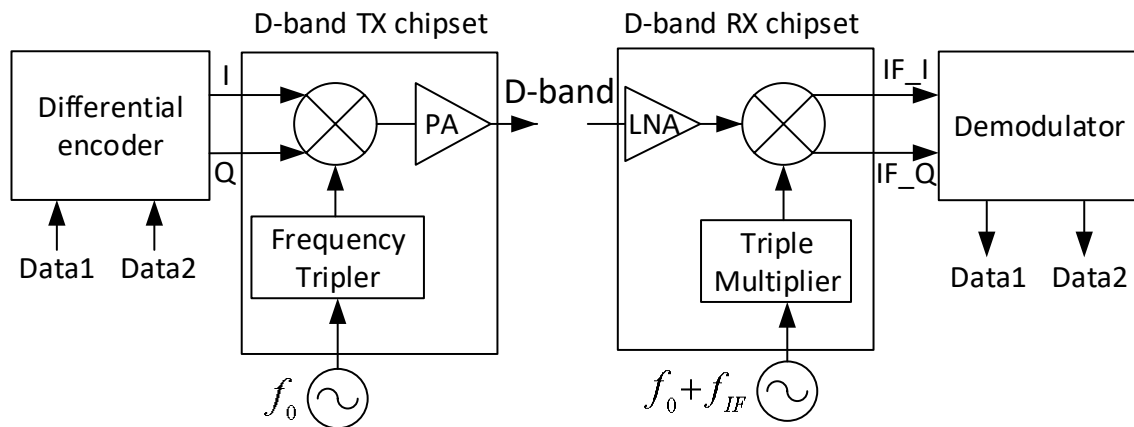 D-band TX chipset
D-band RX chipset
Differential
encoder
I
Q
PA
D-band
LNA
IF_I
IF_Q
Demodulator
Frequency
Tripler
Triple
Multiplier
Data1
Data2
Data1
Data2
f0
f0+fIF